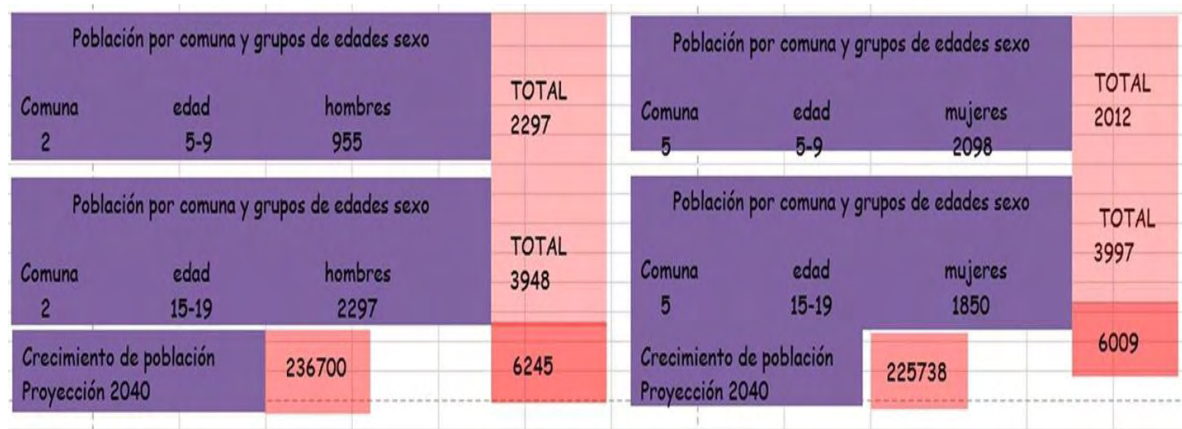 Población por comuna y grupos de edades sexo
Comuna edad hombres
2 5-9 955
TOTAL
2297
Población por comuna y grupos de edades sexo
Comuna edad hombres
2 15-19 2297
TOTAL
3948
Crecimiento de población
Proyección 2040
236700
6245
Población por comuna y grupos de edades sexo
Comuna edad mujeres
5 5-9 2098
TOTAL
2012
Población por comuna y grupos de edades sexo
Comuna edad mujeres
5 15-19 1850
TOTAL
3997
Crecimiento de población
Proyección 2040
225738
6009